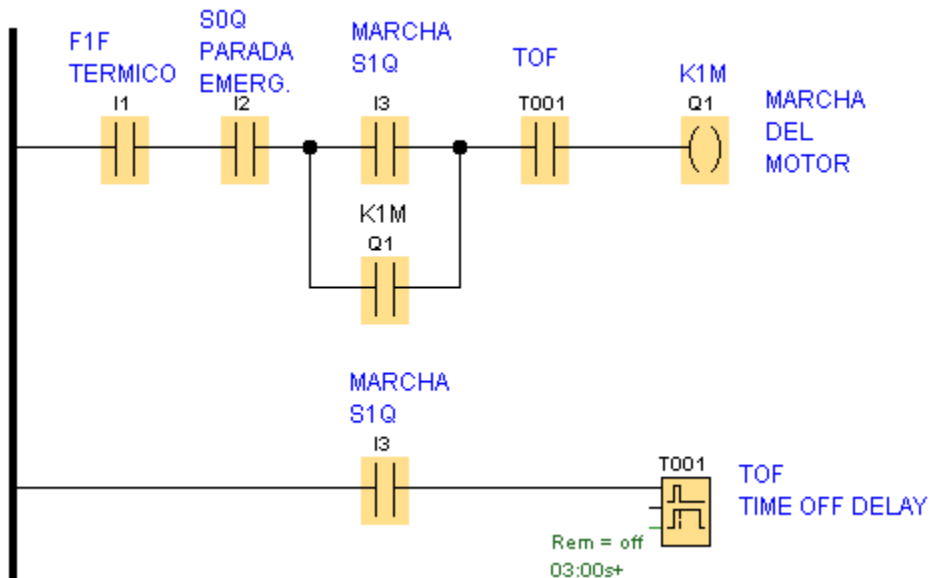 F1F
TERMICO
I1
S0Q
PARADA
EMERG.
I2
MARCHA
S1Q
I3
TOF
T001
K1M
Q1
MARCHA
DEL
MOTOR
K1M
Q1
MARCHA
S1Q
I3
T001
TOF
TIME OFF DELAY
Rem = off
03:00s+